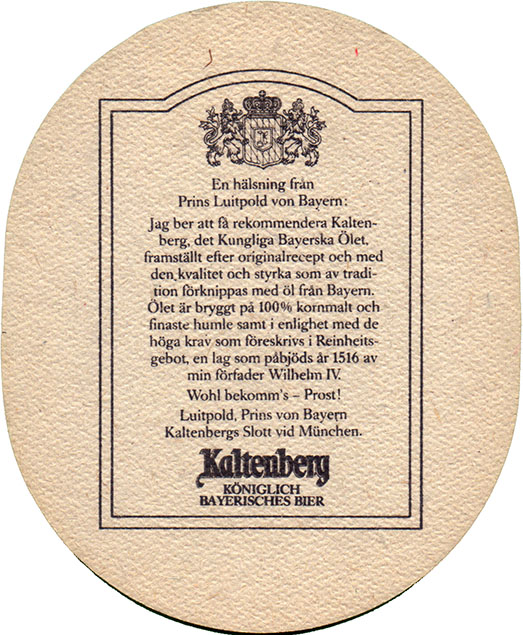 En hälsning från
Prins Luitpold von Bayern:
Jag ber att få rekommendera Kalten-
berg, det Kungliga Bayerska Ölet,
framställt efter originalrecept och med
den kvalitet och styrka som av tradi-
tion förknippas med öl från Bayern.
Ölet är bryggt på 100% kornmalt och
finaste humle samt i enlighet med de
höga krav som föreskrivs i Reinheits-
gebot, en lag som påbjöds år 1516 av
min förfader Wilhelm IV.
Wohl bekomm's – Prost!
Luitpold, Prins von Bayern
Kaltenbergs Slott vid München.
Kaltenberg
KÖNIGLICH
BAYERISCHES BIER